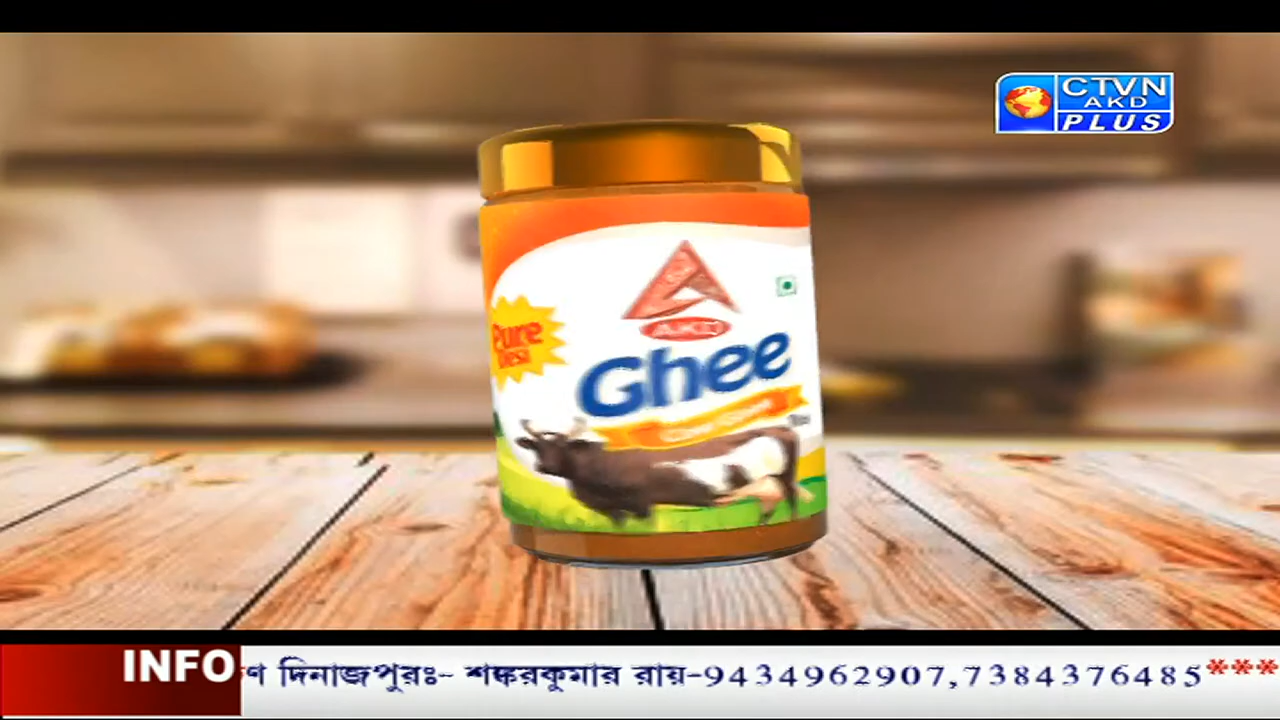 CTVN
AKD
PLUS
AKD
Pure
Desi
Ghee
INFO
ণ দিনাজপুরঃ- শঙ্করকুমার রায়-9434962907,7384376485***